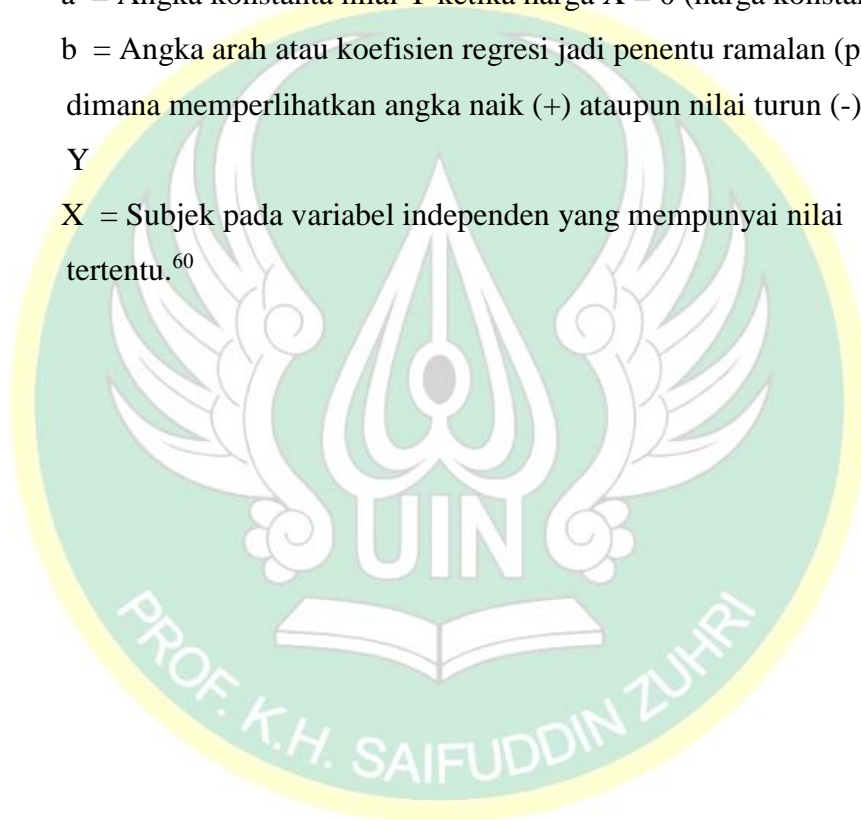 a = Angka konstanta nilai Y ketika harga X = 0 (harga
b = Angka arah atau koefisien regresi jadi penentu ramalan
dimana memperlihatkan angka naik (+) ataupun nilai turun (-)
Y
X = Subjek pada variabel independen yang mempunyai nilai
tertentu.60
UIN
PROF. K.H. SAIFUDDIN ZUHRI